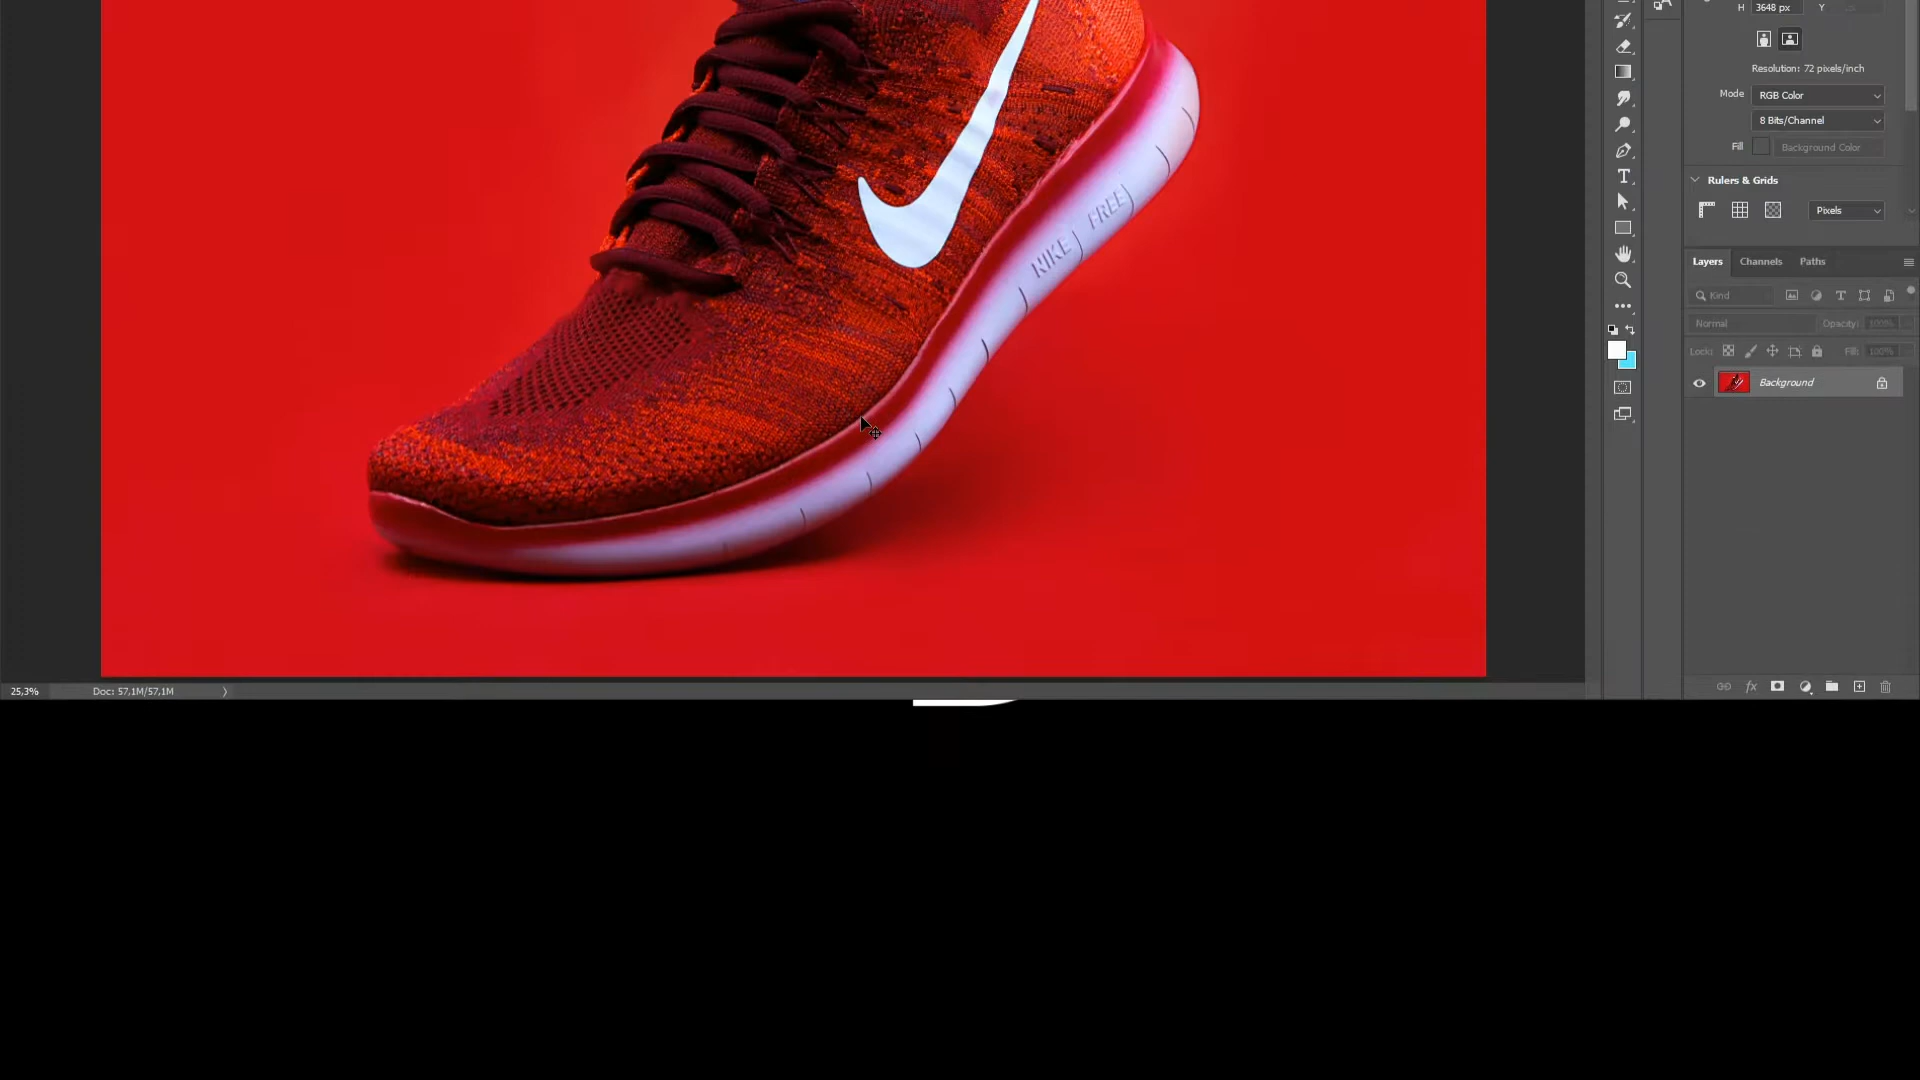 H 3648 px Y
Resolution: 72 pixels/inch
Mode RGB Color
8 Bits/Channel
Fill Background Color
Rulers & Grids
Pixels
NIKE FREE
Layers Channels Paths
Kind
Normal Opacity: 100%
Lock: Fill: 100%
Background
25,3% Doc: 57,1M/57,1M